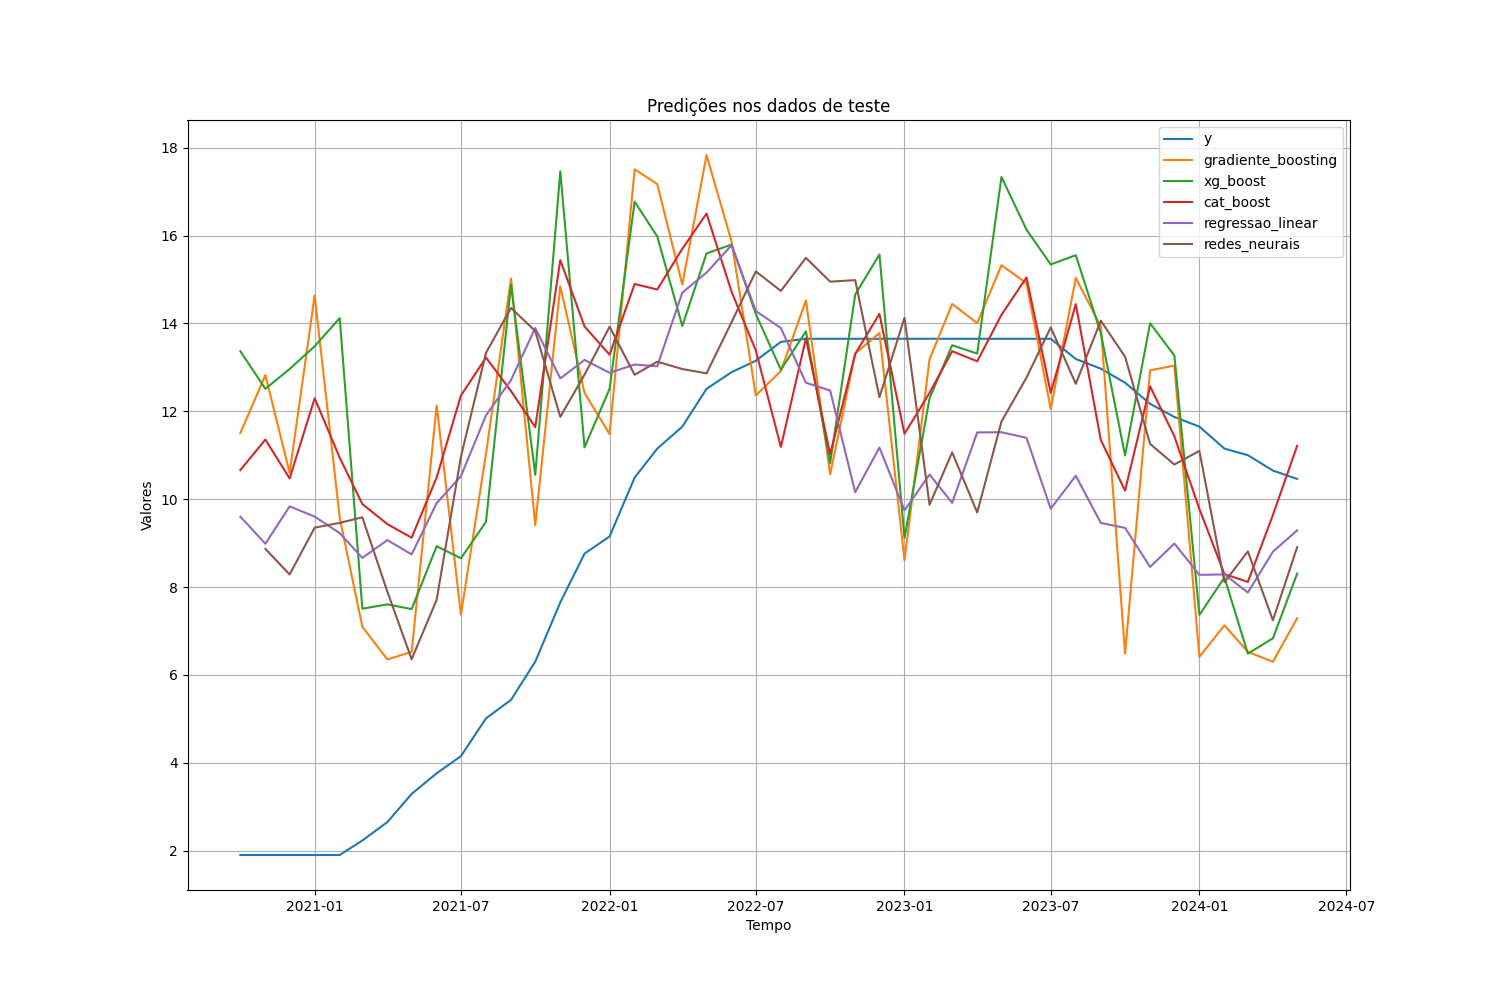 Predições nos dados de teste
y
gradiente_boosting
xg_boost
cat_boost
regressao_linear
redes_neurais
Valores
18
16
14
12
10
8
6
4
2
2021-01
2021-07
2022-01
2022-07
2023-01
2023-07
2024-01
2024-07
Tempo